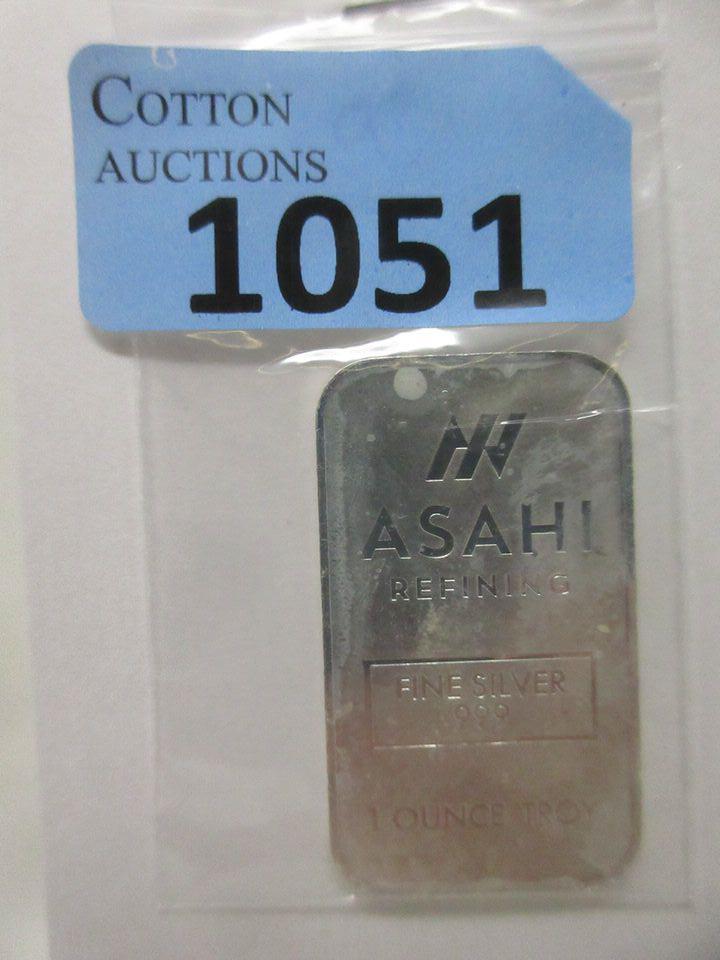 COTTON
AUCTIONS
1051
ASAHI
REFINING
FINE SILVER
999
1 OUNCE TROY